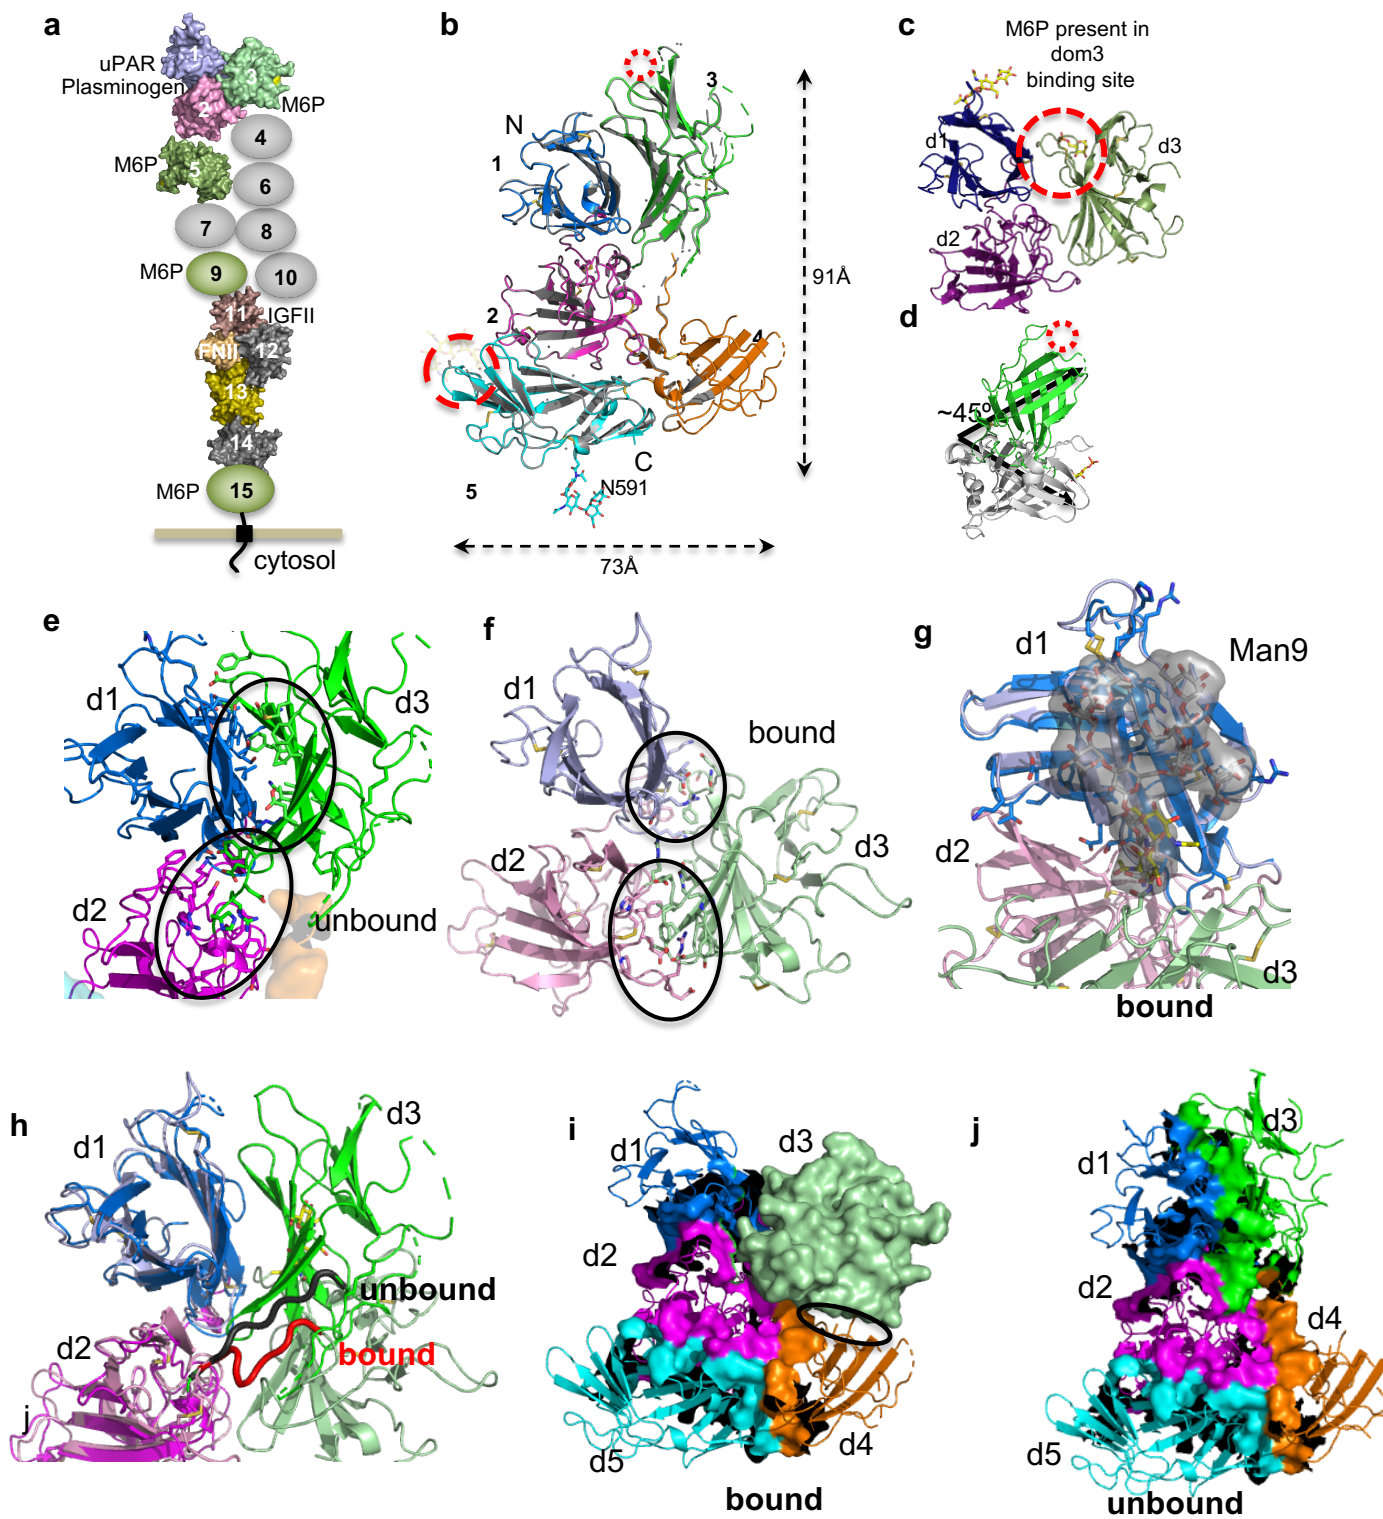 a
uPAR
Plasminogen
1
3
2
M6P
4
M6P
5
6
7
8
M6P
9
10
11
IGFII
FNII
12
13
14
M6P
15
cytosol
b
3
N
1
91Å
2
4
C
N591
5
73Å
c
M6P present in
dom3
binding site
d1
d3
d2
d
~45º
e
d1
d3
d2
unbound
f
d1
bound
d2
d3
g
d1
Man9
d2
d3
bound
h
d1
d3
unbound
d2
bound
j
i
d3
d1
d2
d5
d4
bound
j
d3
d1
d2
d4
d5
unbound